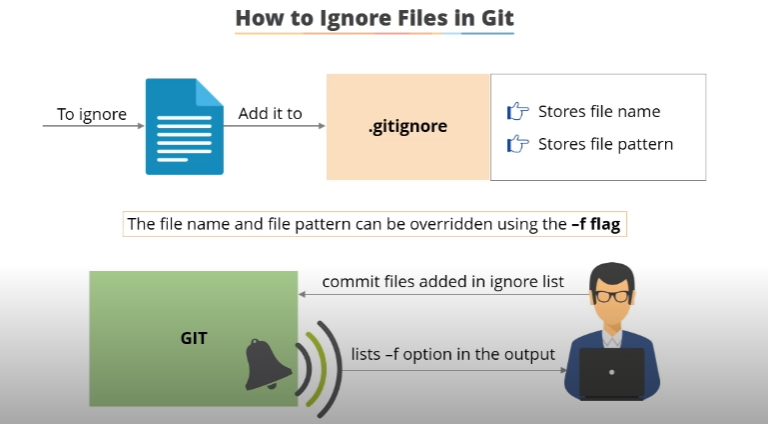 How to Ignore Files in Git
To ignore
Add it to
.gitignore
Stores file name
Stores file pattern
The file name and file pattern can be overridden using the –f flag
commit files added in ignore list
GIT
lists –f option in the output